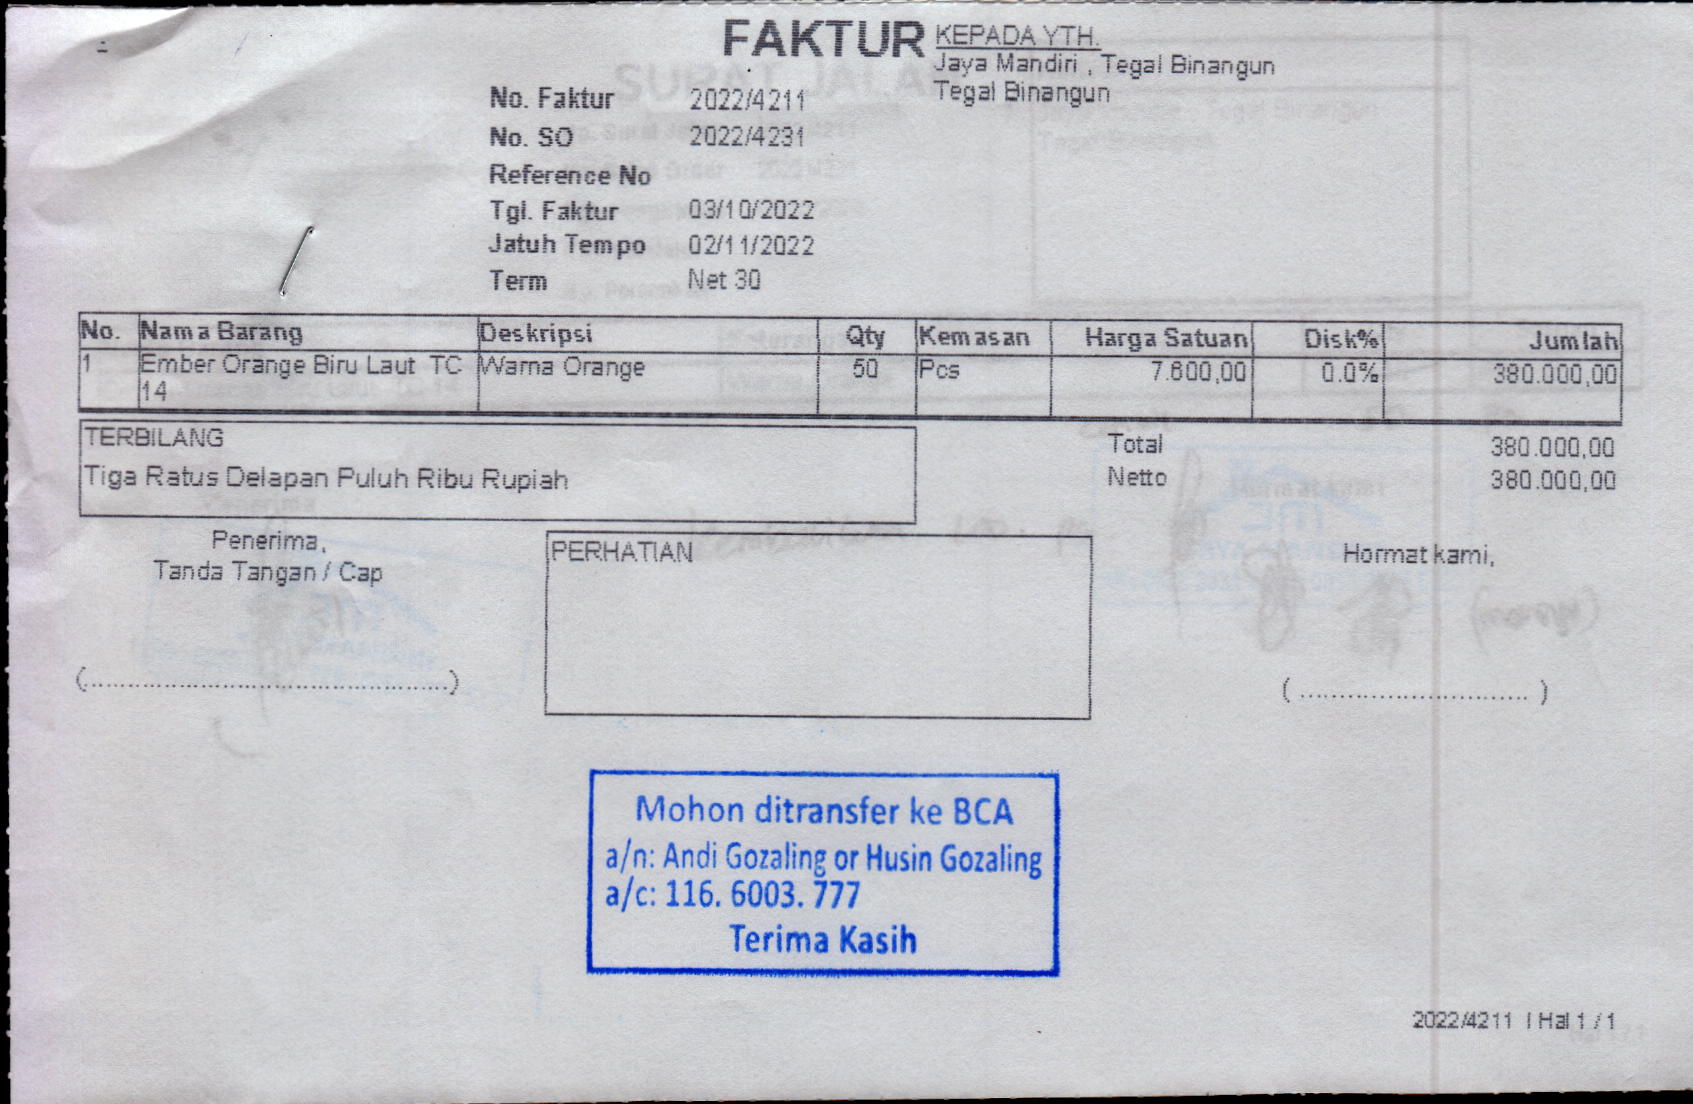 FAKTUR
KEPADA YTH.
Jaya Mandiri , Tegal Binangun
Tegal Binangun
No. Faktur 2022/4211
No. SO 2022/4231
Reference No
Tgl. Faktur 03/10/2022
Jatuh Tempo 02/11/2022
Term Net 30
No. Nama Barang Deskripsi Qty Kemasan Harga Satuan Disk% Jumlah
1 Ember Orange Biru Laut TC Warna Orange 50 Pcs 7.600,00 0.0% 380.000,00
14
TERBILANG
Tiga Ratus Delapan Puluh Ribu Rupiah
Total 380.000,00
Netto 380.000,00
Penerima,
Tanda Tangan / Cap
PERHATIAN
Hormat kami,
(................................................)
( ............................. )
Mohon ditransfer ke BCA
a/n: Andi Gozaling or Husin Gozaling
a/c: 116. 6003. 777
Terima Kasih
2022/4211 | Hal 1 / 1